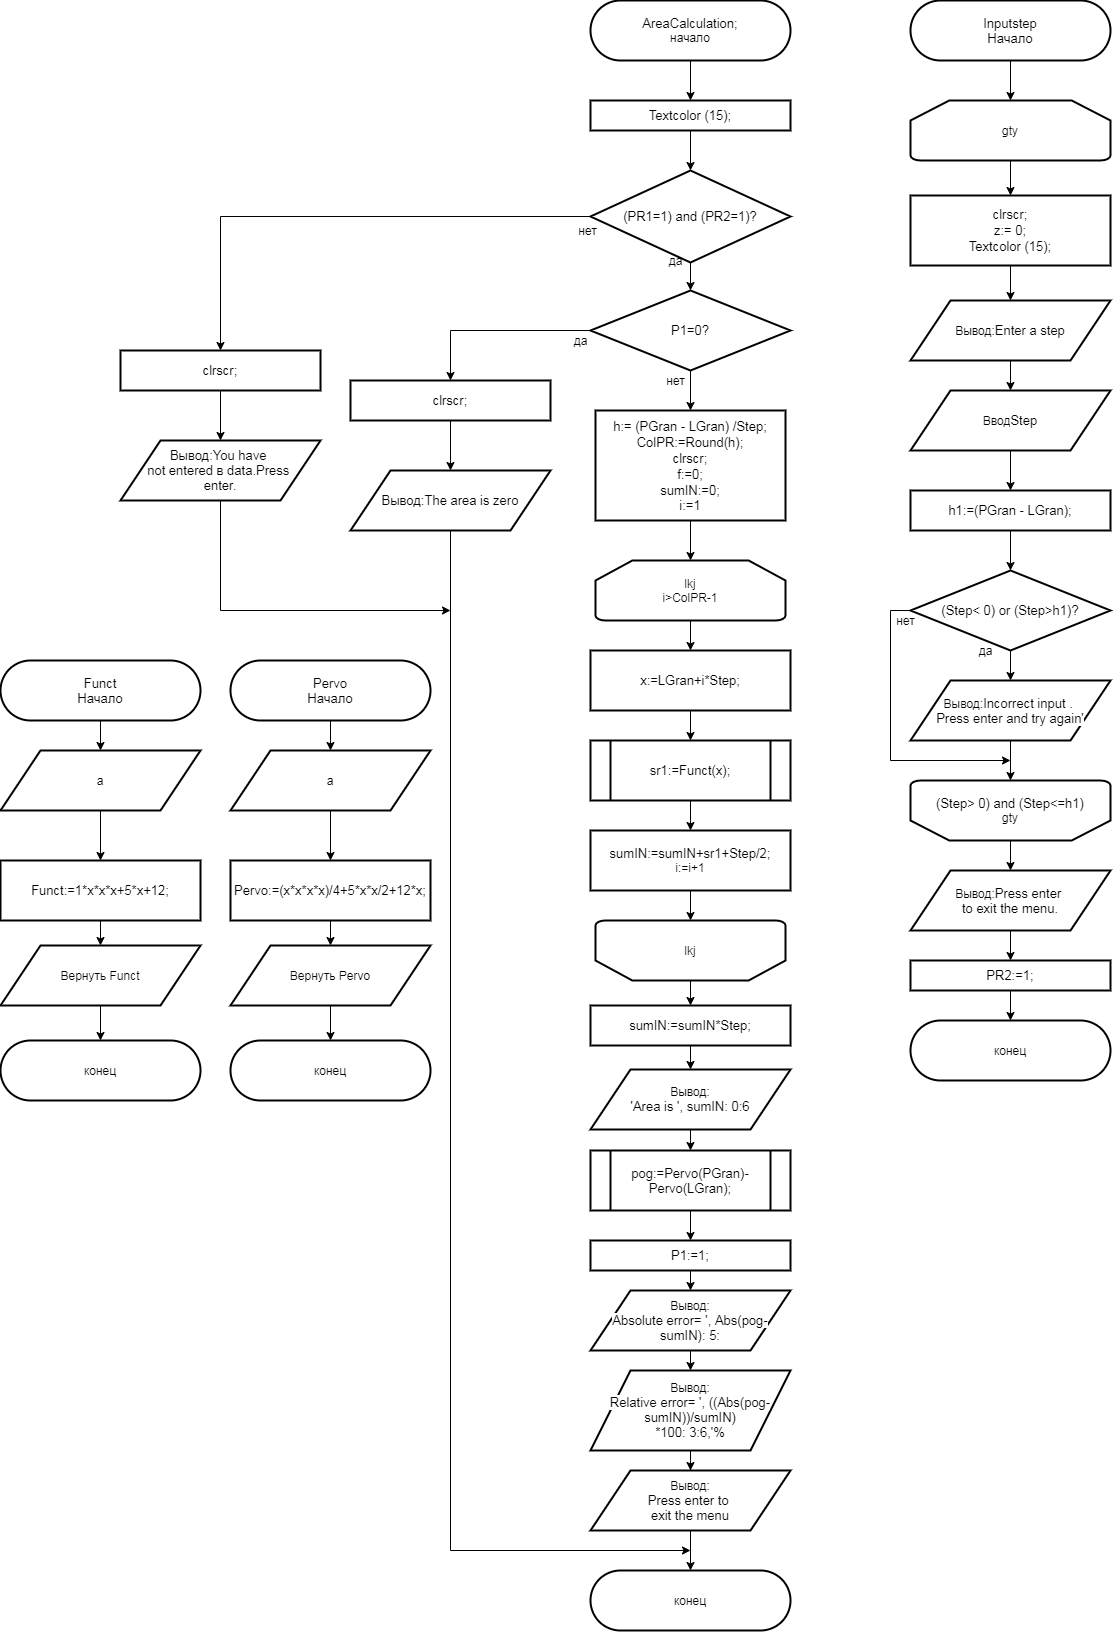 AreaCalculation;
начало
Textcolor (15);
(PR1=1) and (PR2=1)?
нет
да
P1=0?
да
нет
clrscr;
Вывод:You have
not entered в data.Press
enter.
clrscr;
Вывод:The area is zero
h:= (PGran - LGran) /Step;
ColPR:=Round(h);
clrscr;
f:=0;
sumIN:=0;
i:=1
lkj
i>ColPR-1
x:=LGran+i*Step;
sr1:=Funct(x);
sumIN:=sumIN+sr1+Step/2;
i:=i+1
lkj
sumIN:=sumIN*Step;
Вывод:
'Area is ', sumIN: 0:6
pog:=Pervo(PGran)-
Pervo(LGran);
P1:=1;
Вывод:
Absolute error= ', Abs(pog-
sumIN): 5:
Вывод:
Relative error= ', ((Abs(pog-
sumIN))/sumIN)
*100: 3:6,'%
Вывод:
Press enter to
exit the menu
конец
Funct
Начало
a
Funct:=1*x*x*x+5*x+12;
Вернуть Funct
конец
Pervo
Начало
a
Pervo:=(x*x*x*x)/4+5*x*x/2+12*x;
Вернуть Pervo
конец
Inputstep
Начало
gty
clrscr;
z:= 0;
Textcolor (15);
Вывод:Enter a step
ВводStep
h1:=(PGran - LGran);
(Step< 0) or (Step>h1)?
нет
да
Вывод:Incorrect input .
Press enter and try again'
(Step> 0) and (Step<=h1)
gty
Вывод:Press enter
to exit the menu.
PR2:=1;
конец